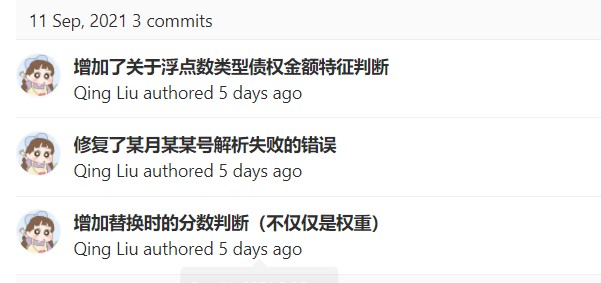 11 Sep, 2021 3 commits
增加了关于浮点数类型债权金额特征判断
Qing Liu authored 5 days ago
修复了某月某某号解析失败的错误
Qing Liu authored 5 days ago
增加替换时的分数判断（不仅仅是权重）
Qing Liu authored 5 days ago